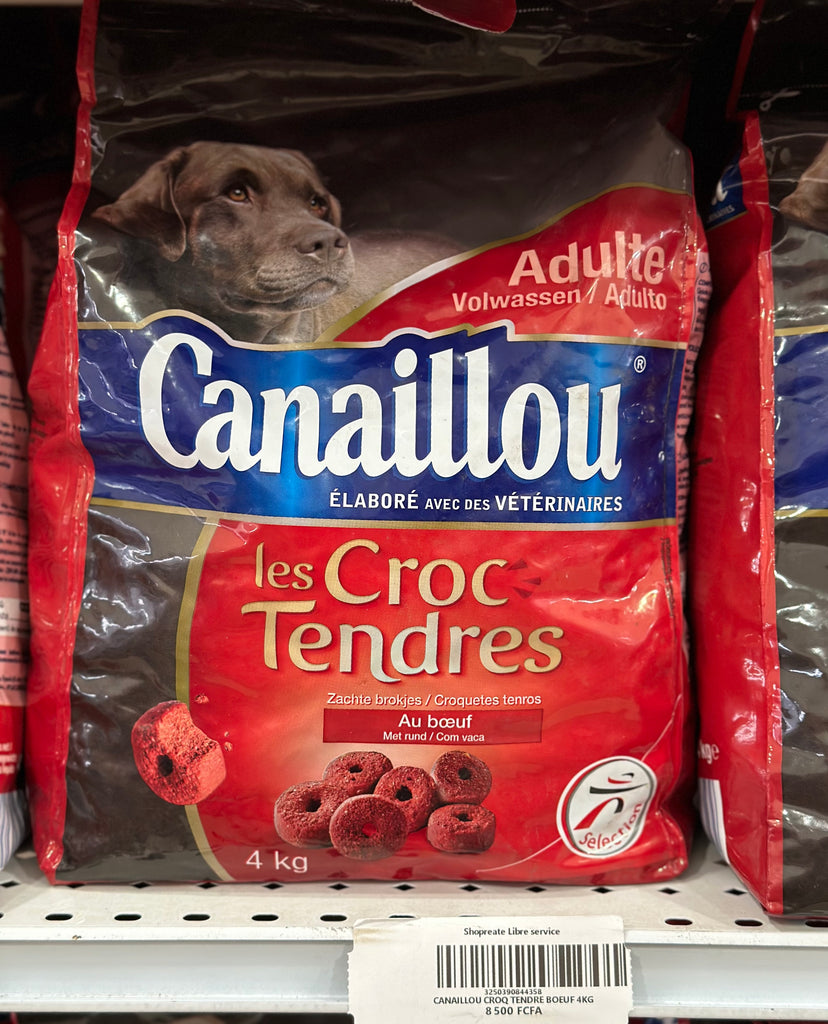 Adulte
Volwassen / Adulto
Canaillou®
ÉLABORÉ AVEC DES VÉTÉRINAIRES
les Croc
Tendres
Zachte brokjes / Croquetes tenros
Au bœuf
Met rund / Com vaca
4 kg
Sélection
Shopreate Libre service
3250390844358
CANAILLOU CROQ TENDRE BOEUF 4KG
8 500 FCFA